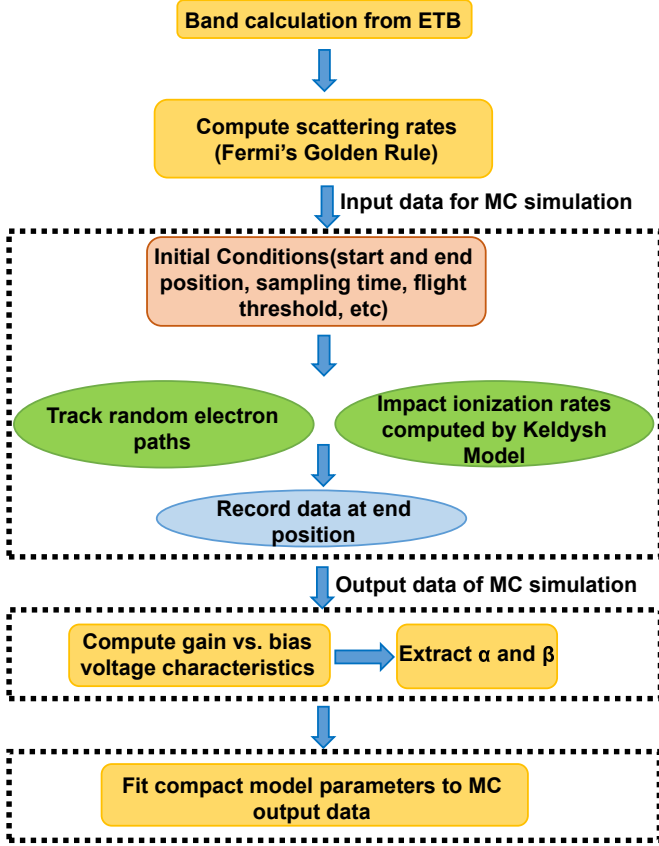 Band calculation from ETB
Compute scattering rates
(Fermi's Golden Rule)
Input data for MC simulation
Initial Conditions(start and end
position, sampling time, flight
threshold, etc)
Track random electron
paths
Impact ionization rates
computed by Keldysh
Model
Record data at end
position
Output data of MC simulation
Compute gain vs. bias
voltage characteristics
Extract α and β
Fit compact model parameters to MC
output data